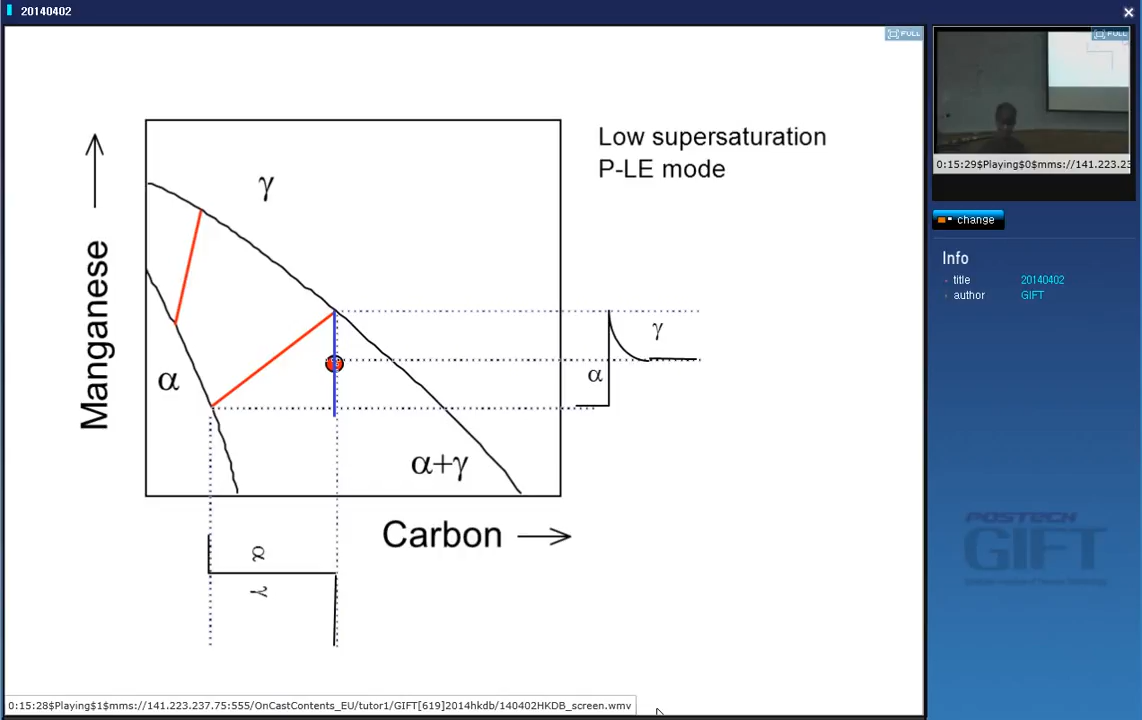 20140402
FULL
Low supersaturation
P-LE mode
γ
Manganese
γ
α
α
α+γ
Carbon
α
γ
FULL
0:15:29$Playing$0$mms://141.223.23
change
Info
title 20140402
author GIFT
POSTECH
GIFT
0:15:28$Playing$1$mms://141.223.237.75:555/OnCastContents_EU/tutor1/GIFT[619]2014hkdb/140402HKDB_screen.wmv